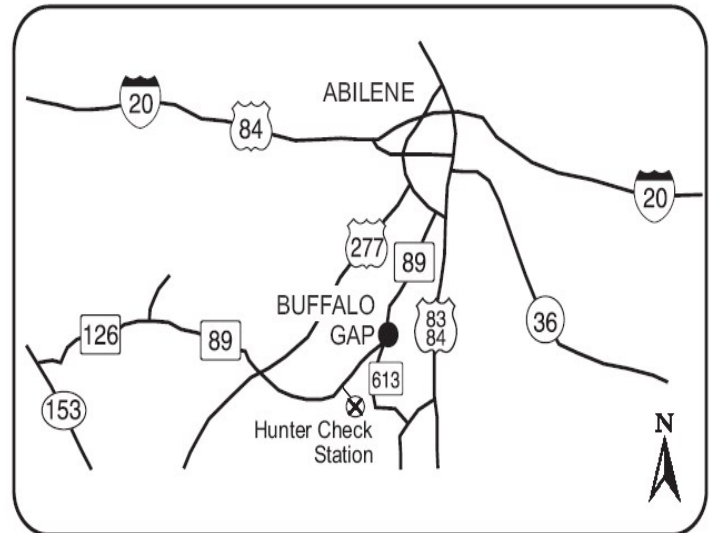 ABILENE
20
84
20
277
89
BUFFALO
GAP
83
84
36
126
89
613
153
Hunter Check
Station
N